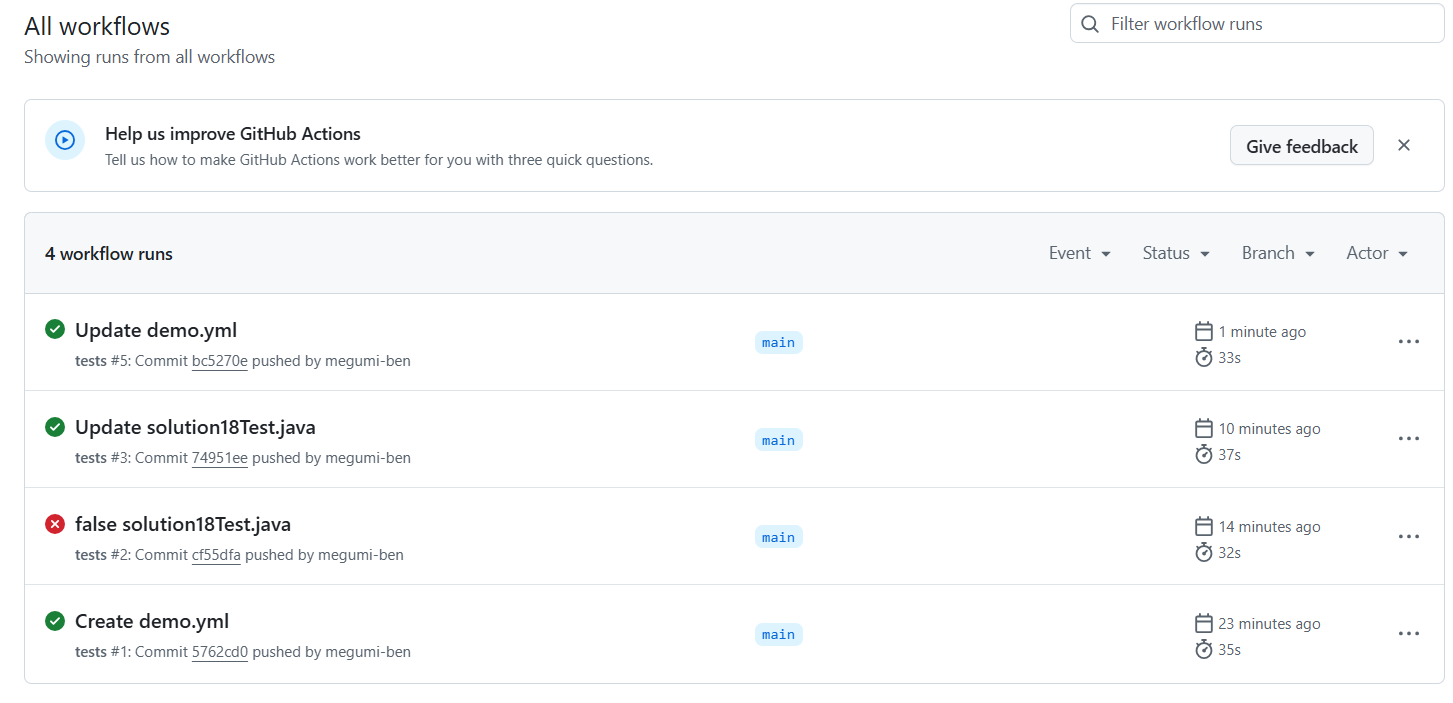 All workflows
Filter workflow runs
Showing runs from all workflows
Help us improve GitHub Actions
Tell us how to make GitHub Actions work better for you with three quick questions.
Give feedback
4 workflow runs
Event
Status
Branch
Actor
Update demo.yml
tests #5: Commit bc5270e pushed by megumi-ben
main
1 minute ago
33s
Update solution18Test.java
tests #3: Commit 74951ee pushed by megumi-ben
main
10 minutes ago
37s
false solution18Test.java
tests #2: Commit cf55dfa pushed by megumi-ben
main
14 minutes ago
32s
Create demo.yml
tests #1: Commit 5762cd0 pushed by megumi-ben
main
23 minutes ago
35s